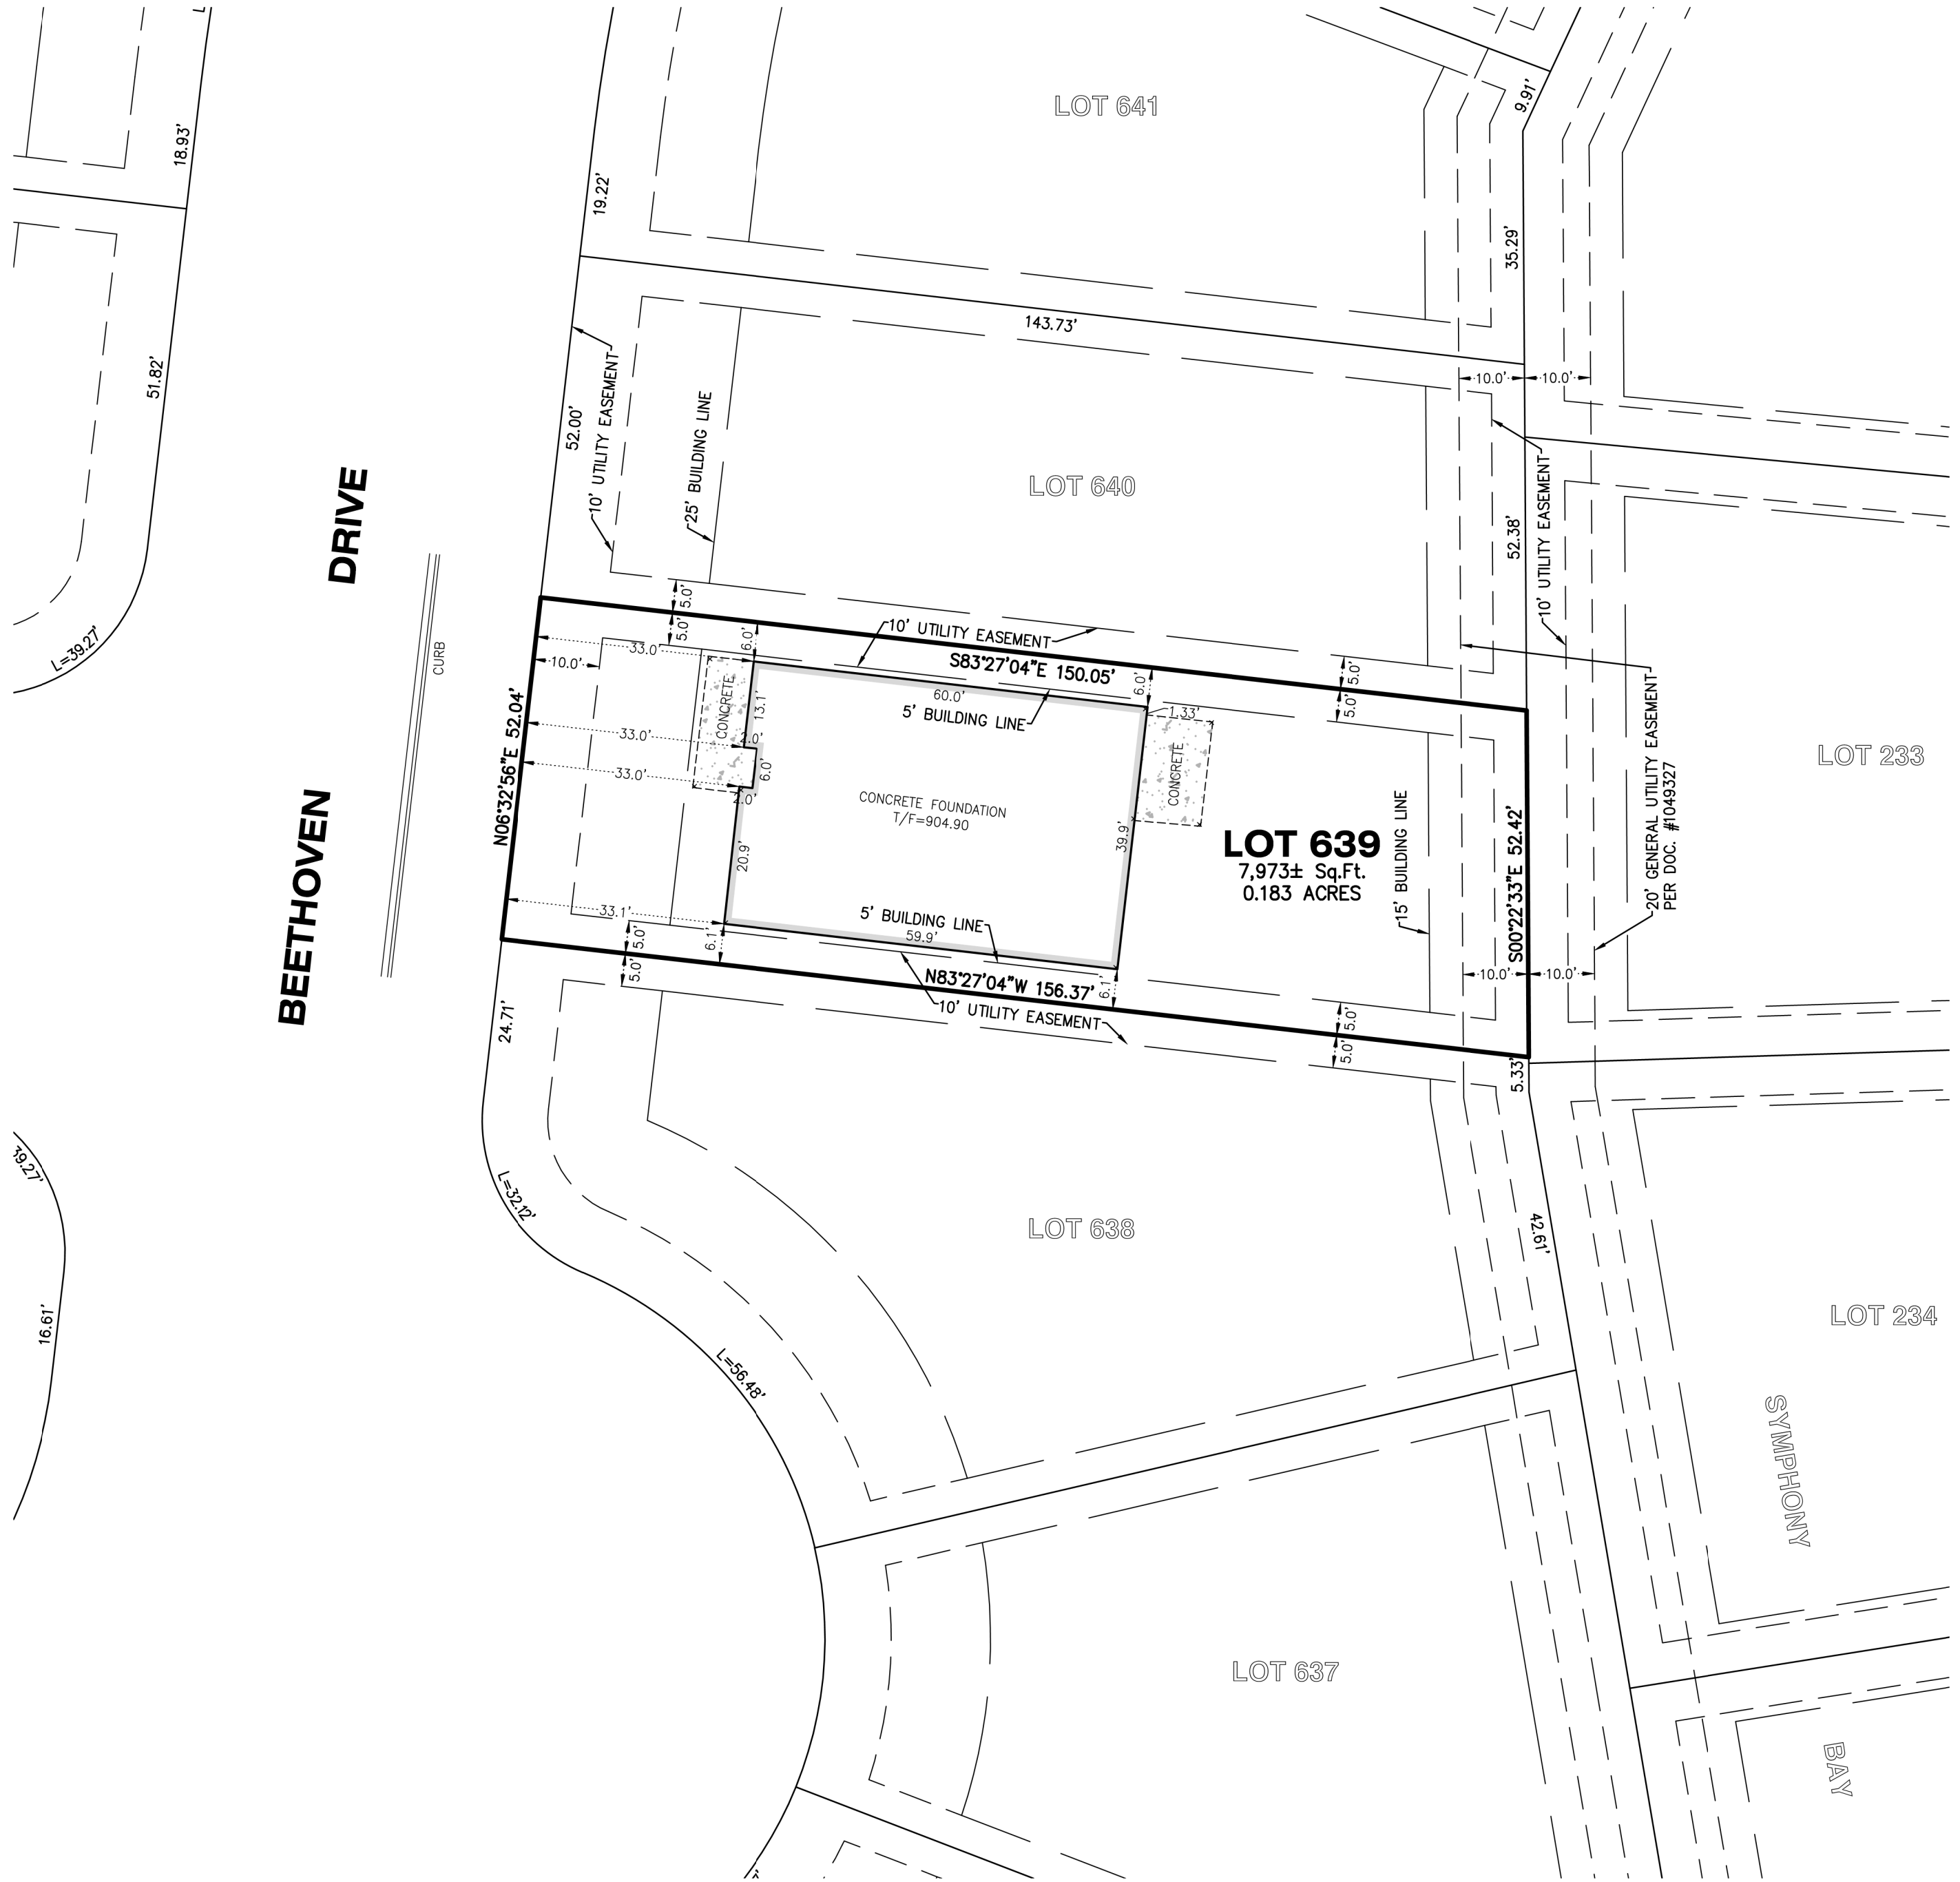 L
18.93'
51.82'
L=39.27'
39.27'
16.61'
DRIVE
BEETHOVEN
CURB
LOT 641
19.22'
9.91'
35.29'
143.73'
10.0'
10.0'
52.00'
10' UTILITY EASEMENT
25' BUILDING LINE
LOT 640
52.38'
10' UTILITY EASEMENT
5.0'
5.0'
6.0'
10' UTILITY EASEMENT
S83°27'04"E 150.05'
33.0'
10.0'
CONCRETE
13.1'
60.0'
5' BUILDING LINE
6.0'
1.33'
5.0'
5.0'
CONCRETE
2.0'
33.0'
6.0'
33.0'
2.0'
N06°32'56"E 52.04'
CONCRETE FOUNDATION
T/F=904.90
20.9'
39.9'
LOT 639
7,973± Sq.Ft.
0.183 ACRES
15' BUILDING LINE
S00°22'33"E 52.42'
20' GENERAL UTILITY EASEMENT
PER DOC. #1049327
LOT 233
33.1'
5' BUILDING LINE
59.9'
5.0'
5.0'
6.1'
N83°27'04"W 156.37'
6.1'
10' UTILITY EASEMENT
10.0'
10.0'
5.0'
5.0'
5.33'
24.71'
L=32.12'
LOT 638
42.61'
LOT 234
L=56.48'
SYMPHONY
LOT 637
BAY